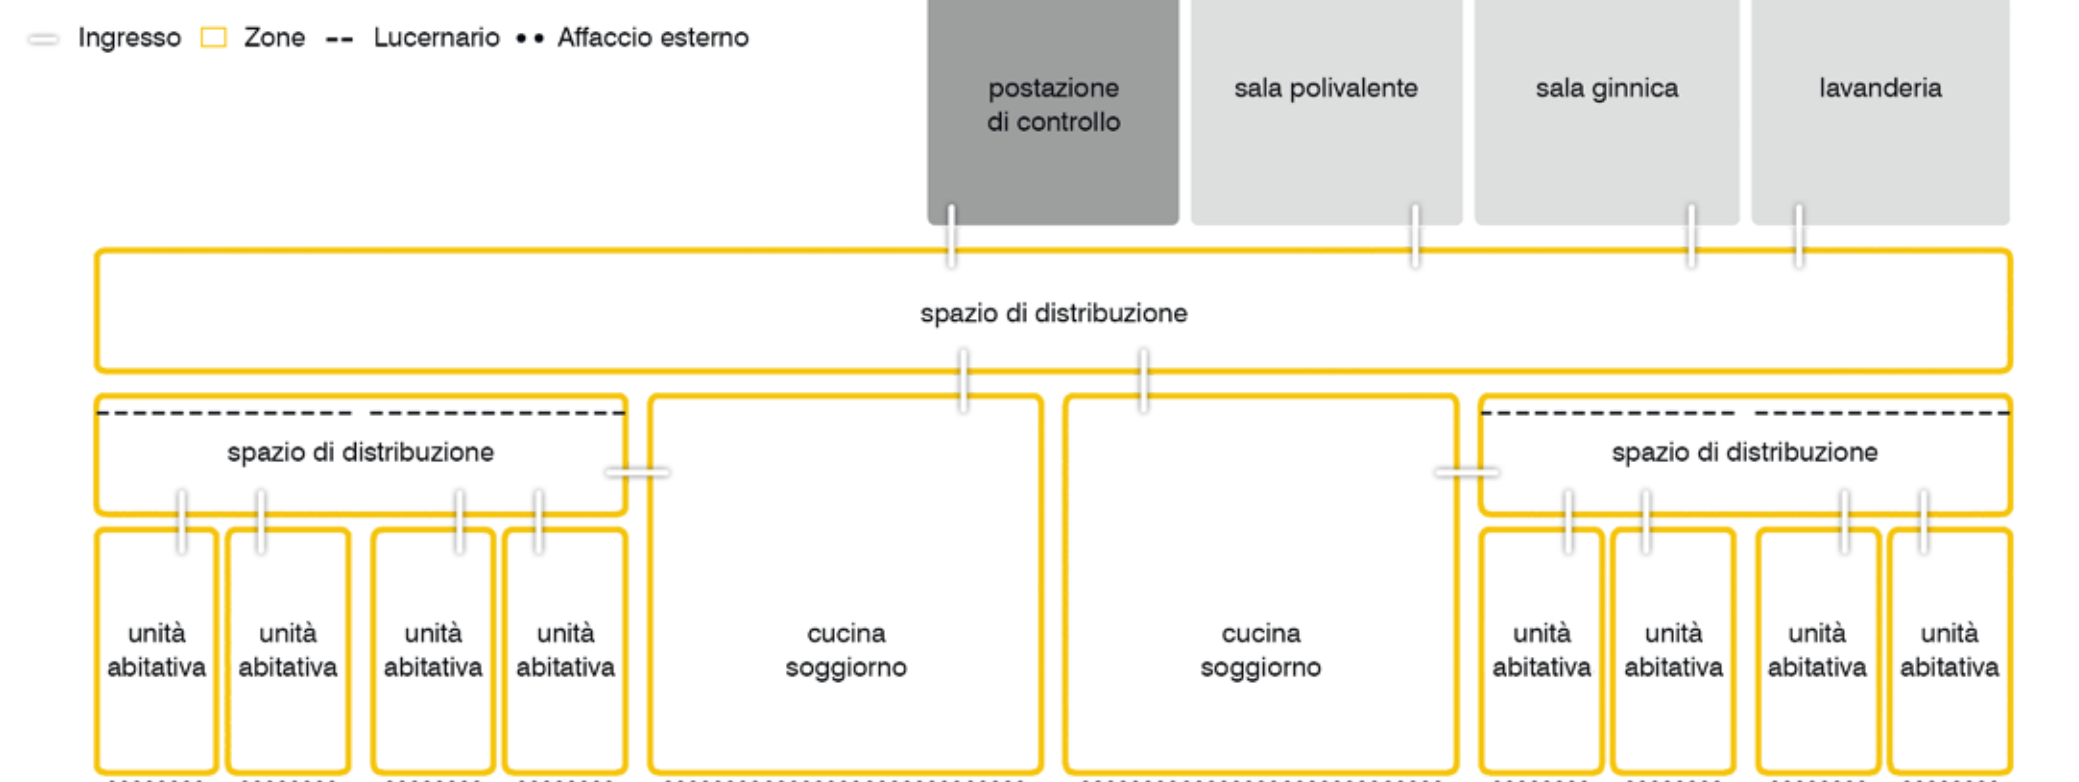 Ingresso Zone Lucernario Affaccio esterno
postazione
di controllo
sala polivalente
sala ginnica
lavanderia
spazio di distribuzione
spazio di distribuzione
spazio di distribuzione
unità
abitativa
unità
abitativa
unità
abitativa
unità
abitativa
cucina
soggiorno
cucina
soggiorno
unità
abitativa
unità
abitativa
unità
abitativa
unità
abitativa